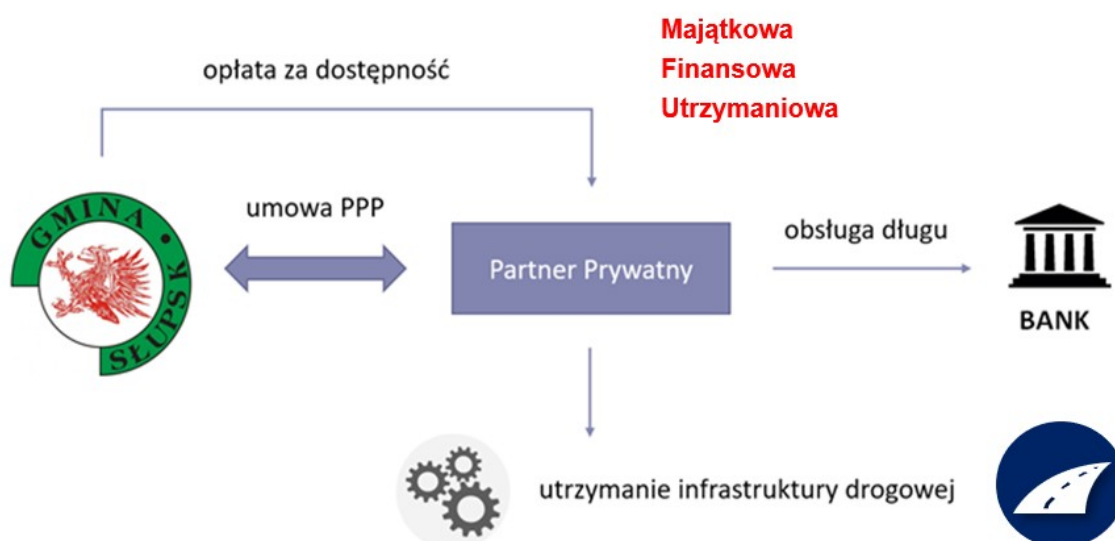 Majątkowa
Finansowa
Utrzymaniowa
opłata za dostępność
GMINA
SŁUPSK
umowa PPP
Partner Prywatny
obsługa długu
BANK
utrzymanie infrastruktury drogowej